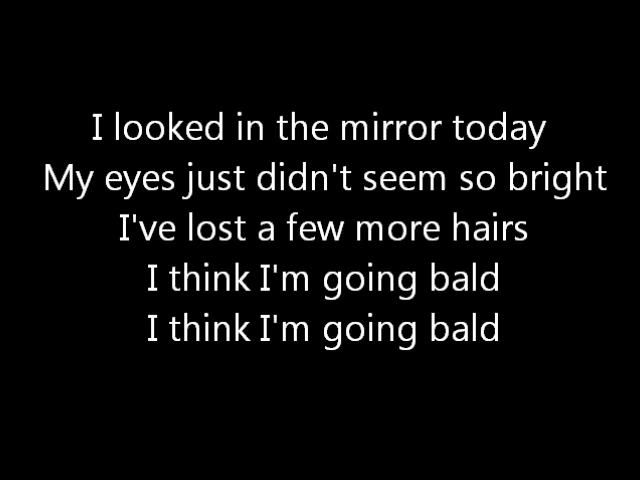 I looked in the mirror today
My eyes just didn't seem so bright
I've lost a few more hairs
I think I'm going bald
I think I'm going bald